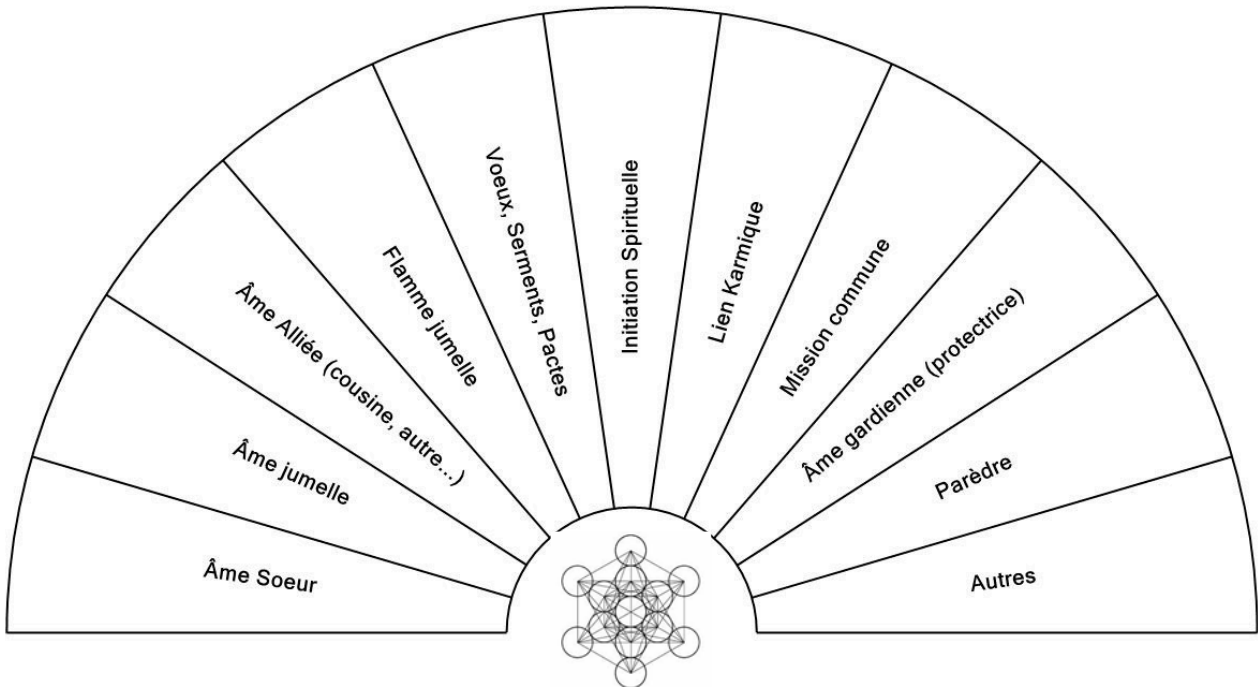 Âme Soeur
Âme jumelle
Âme Alliée (cousine, autre...)
Flamme jumelle
Voeux, Serments, Pactes
Initiation Spirituelle
Lien Karmique
Mission commune
Âme gardienne (protectrice)
Parèdre
Autres